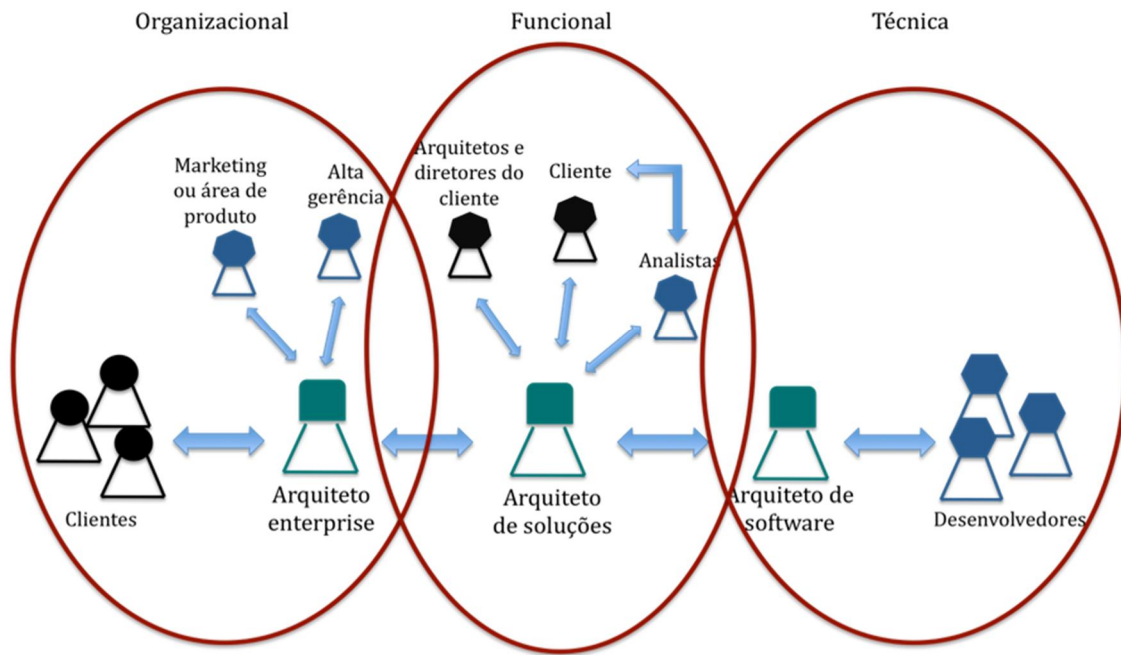 Organizacional
Funcional
Técnica
Marketing
ou área de
produto
Alta
gerência
Arquitetos e
diretores do
cliente
Cliente
Analistas
Clientes
Arquiteto
enterprise
Arquiteto
de soluções
Arquiteto de
software
Desenvolvedores